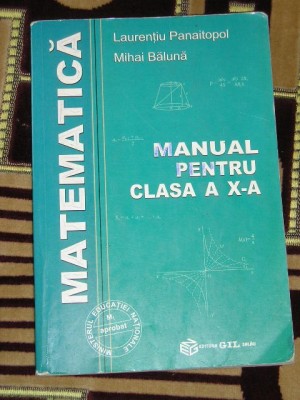 Laurențiu Panaitopol
Mihai Bălună
MATEMATICĂ
MANUAL
PENTRU
CLASA A X-A
MINISTERUL EDUCAȚIEI NAȚIONALE
aprobat
EDITURA GIL ZALĂU